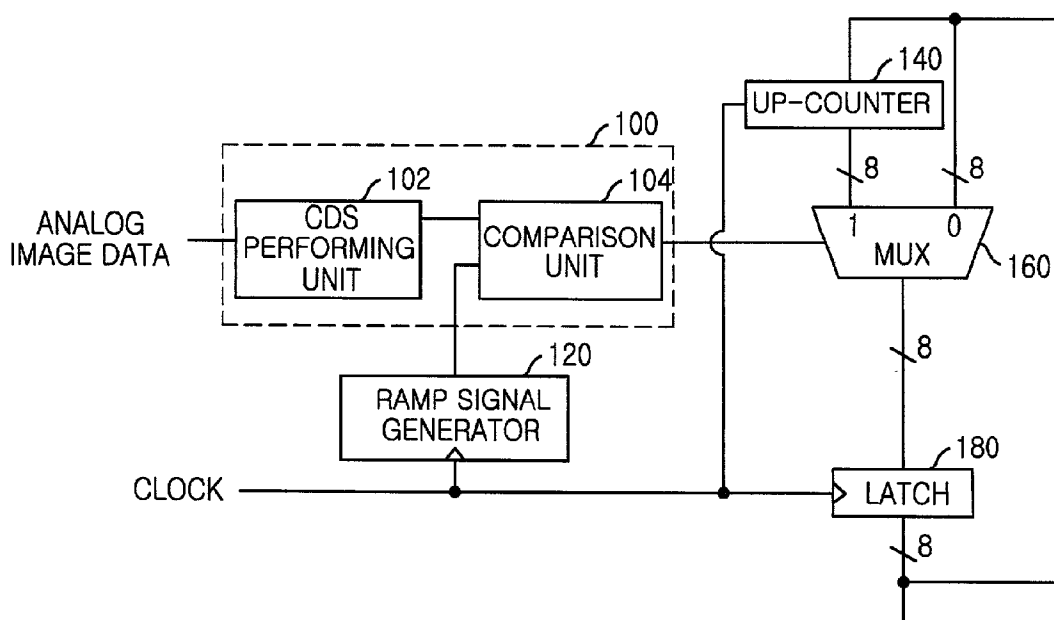 140
UP-COUNTER
100
8
8
102
104
ANALOG
IMAGE DATA
CDS
PERFORMING
UNIT
COMPARISON
UNIT
1
0
MUX
160
120
8
RAMP SIGNAL
GENERATOR
180
CLOCK
LATCH
8